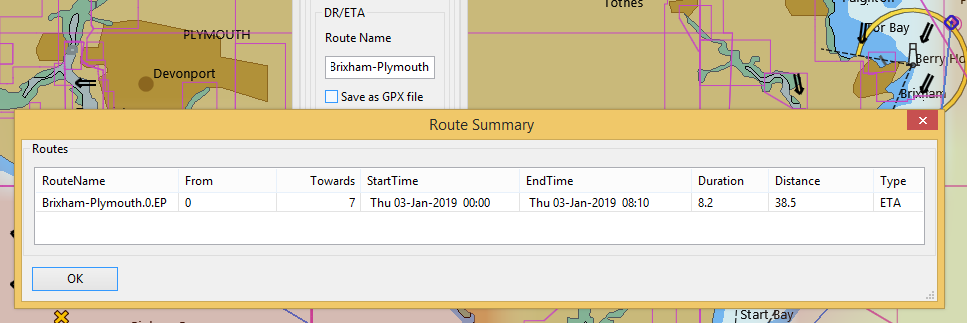 Totnes
DR/ETA
Route Name
Brixham-Plymouth
Save as GPX file
PLYMOUTH
Devonport
Tor Bay
Berry
Brixham
Route Summary
Routes
RouteName From Towards StartTime EndTime Duration Distance Type
Brixham-Plymouth.0.EP 0 7 Thu 03-Jan-2019 00:00 Thu 03-Jan-2019 08:10 8.2 38.5 ETA
OK
Start Bay